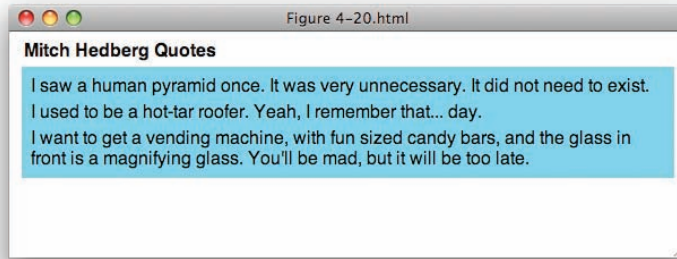 Figure 4-20.html
Mitch Hedberg Quotes
I saw a human pyramid once. It was very unnecessary. It did not need to exist.
I used to be a hot-tar roofer. Yeah, I remember that... day.
I want to get a vending machine, with fun sized candy bars, and the glass in
front is a magnifying glass. You'll be mad, but it will be too late.